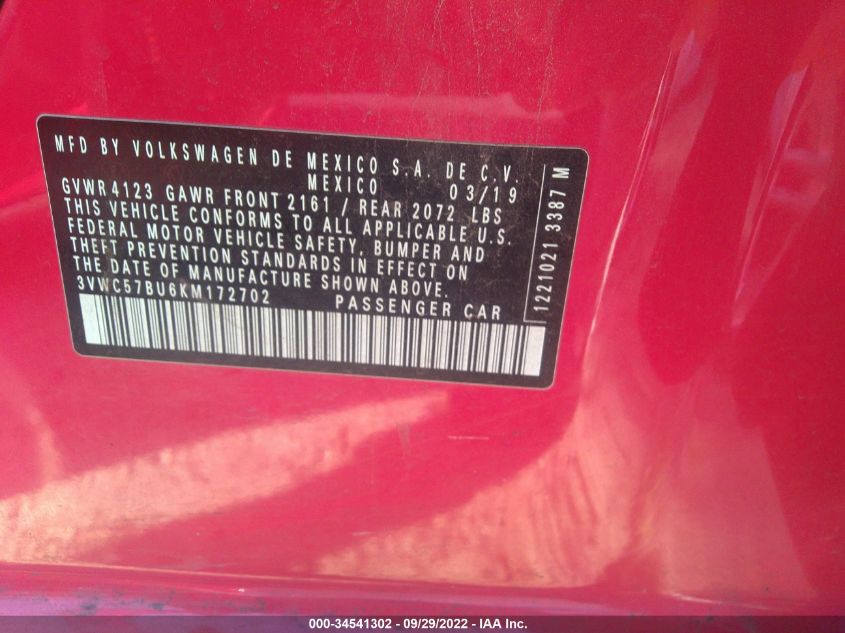 MFD BY VOLKSWAGEN DE MEXICO S.A. DE C.V.
MEXICO 03/19
GVWR 4123 GAWR FRONT 2161 / REAR 2072 LBS
THIS VEHICLE CONFORMS TO ALL APPLICABLE U.S.
FEDERAL MOTOR VEHICLE SAFETY, BUMPER AND
THEFT PREVENTION STANDARDS IN EFFECT ON
THE DATE OF MANUFACTURE SHOWN ABOVE.
3VWC57BU6KM172702 PASSENGER CAR
1221021 3387 M
000-34541302 - 09/29/2022 - IAA Inc.